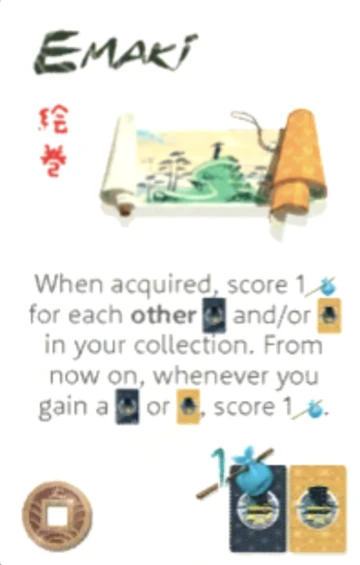 EMAKI
絵
巻
When acquired, score 1
for each other and/or
in your collection. From
now on, whenever you
gain a or , score 1 .
1